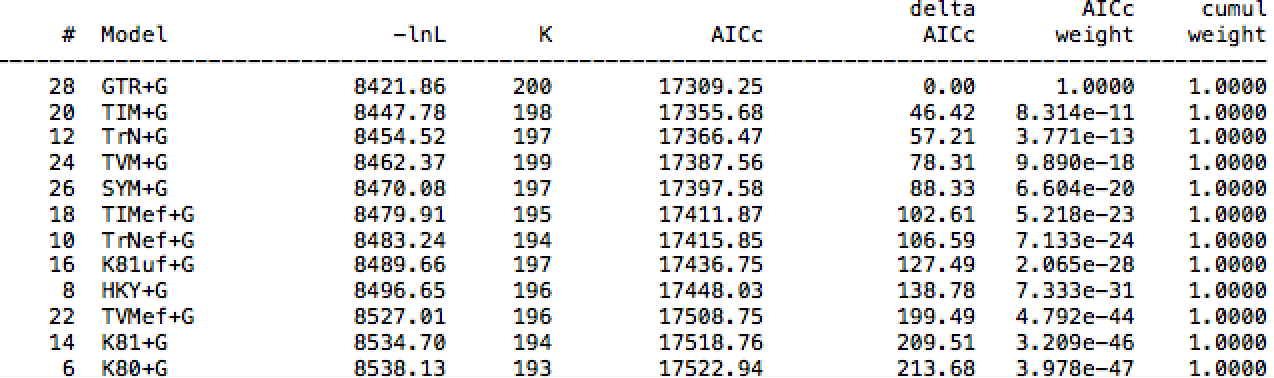 delta AICc cumul
# Model -lnL K AICc AICc weight weight
--------------------------------------------------------------------------------
28 GTR+G 8421.86 200 17309.25 0.00 1.0000 1.0000
20 TIM+G 8447.78 198 17355.68 46.42 8.314e-11 1.0000
12 TrN+G 8454.52 197 17366.47 57.21 3.771e-13 1.0000
24 TVM+G 8462.37 199 17387.56 78.31 9.890e-18 1.0000
26 SYM+G 8470.08 197 17397.58 88.33 6.604e-20 1.0000
18 TIMef+G 8479.91 195 17411.87 102.61 5.218e-23 1.0000
10 TrNef+G 8483.24 194 17415.85 106.59 7.133e-24 1.0000
16 K81uf+G 8489.66 197 17436.75 127.49 2.065e-28 1.0000
8 HKY+G 8496.65 196 17448.03 138.78 7.333e-31 1.0000
22 TVMef+G 8527.01 196 17508.75 199.49 4.792e-44 1.0000
14 K81+G 8534.70 194 17518.76 209.51 3.209e-46 1.0000
6 K80+G 8538.13 193 17522.94 213.68 3.978e-47 1.0000